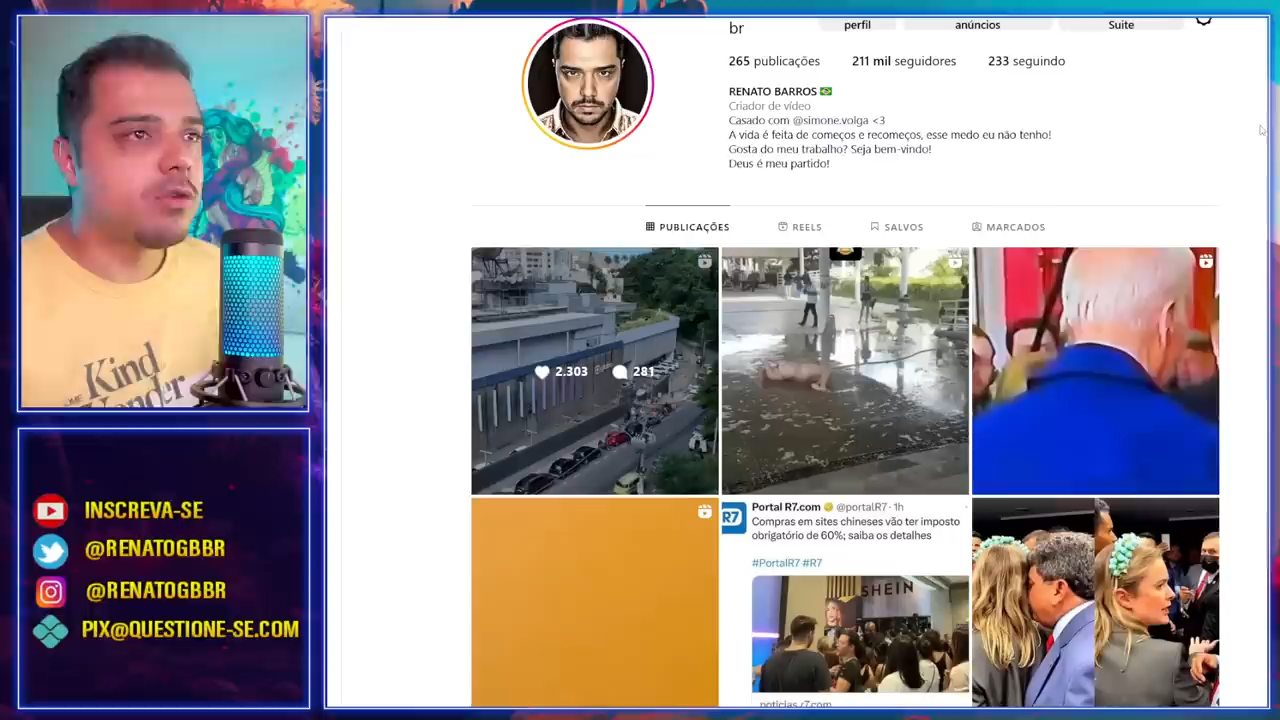 br
perfil
anúncios
Suite
265 publicações
211 mil seguidores
233 seguindo
RENATO BARROS
Criador de vídeo
Casado com @simone.volga <3
A vida é feita de começos e recomeços, esse medo eu não tenho!
Gosta do meu trabalho? Seja bem-vindo!
Deus é meu partido!
PUBLICAÇÕES
REELS
SALVOS
MARCADOS
2.303
281
R7
Portal R7.com @portalR7 · 1h
Compras em sites chineses vão ter imposto
obrigatório de 60%; saiba os detalhes
#PortalR7 #R7
SHEIN
noticias.r7.com
Kind
INSCREVA-SE
@RENATOGBBR
@RENATOGBBR
PIX@QUESTIONE-SE.COM